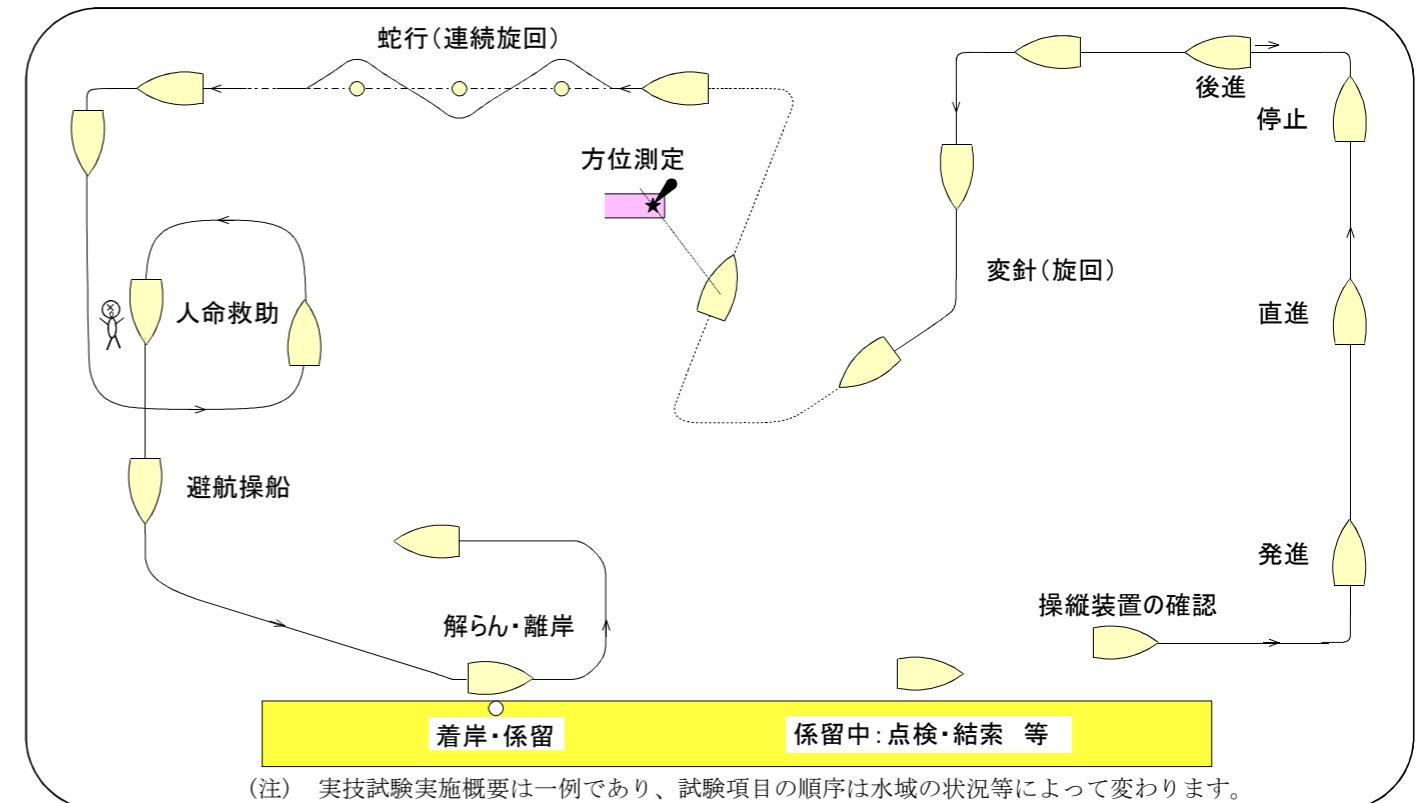 蛇行(連続旋回)
後進
停止
方位測定
変針(旋回)
人命救助
直進
避航操船
発進
操縦装置の確認
解らん・離岸
着岸・係留
係留中:点検・結索 等
(注) 実技試験実施概要は一例であり、試験項目の順序は水域の状況等によって変わります。